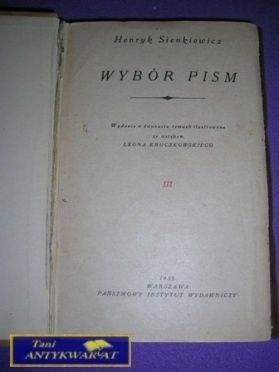 Henryk Sienkiewicz
WYBÓR PISM
Wydanie w dwunastu tomach ilustrowane
ze wstępem
LEONA KRUCZKOWSKIEGO
III
1955
WARSZAWA
PAŃSTWOWY INSTYTUT WYDAWNICZY
Tani
ANTYKWARIAT